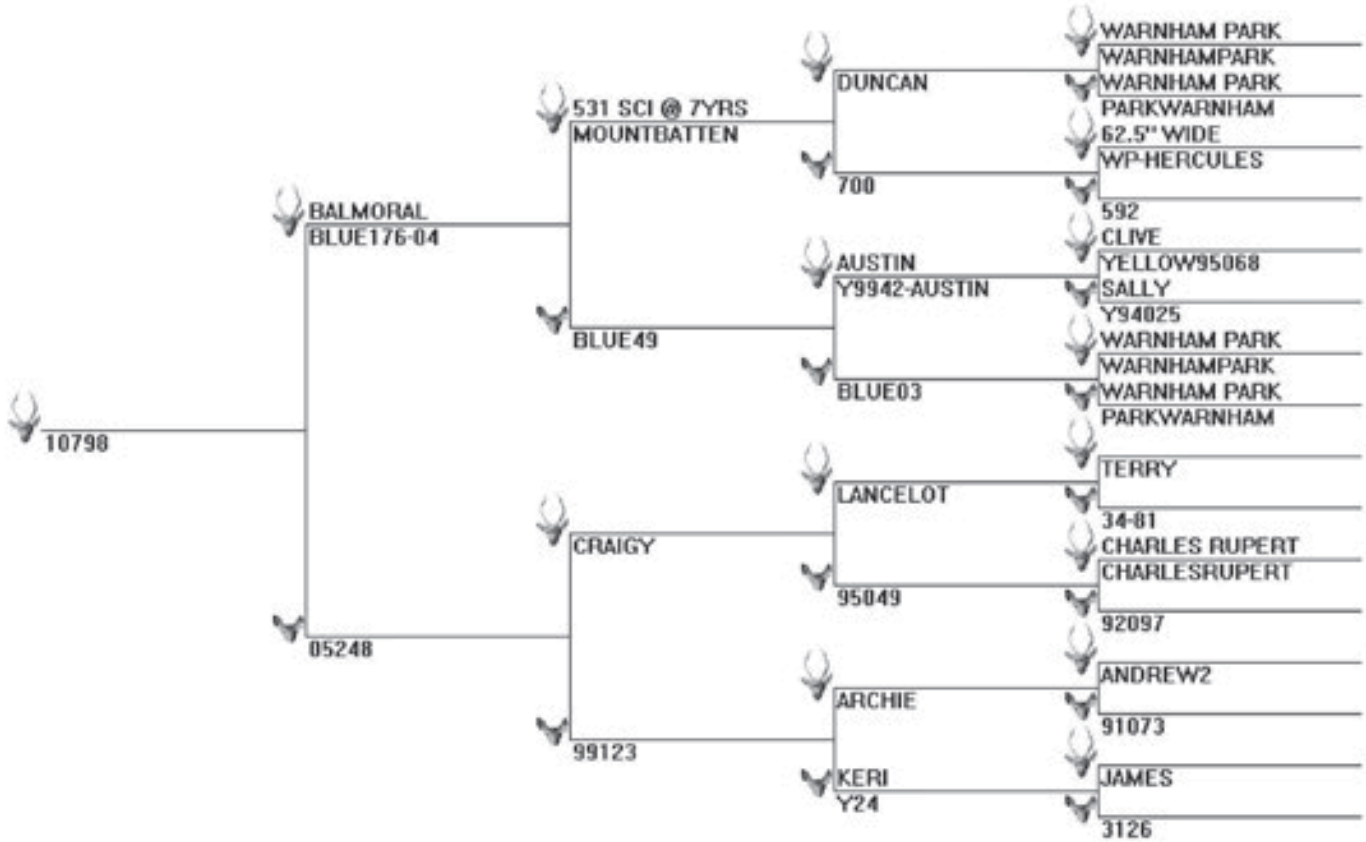 10798
BALMORAL
BLUE176-04
05248
531 SCI @ 7YRS
MOUNTBATTEN
BLUE49
CRAIGY
99123
DUNCAN
700
AUSTIN
Y9942-AUSTIN
BLUE03
LANCELOT
95049
ARCHIE
KERI
Y24
WARNHAM PARK
WARNHAMPARK
WARNHAM PARK
PARKWARNHAM
62.5" WIDE
WP-HERCULES
592
CLIVE
YELLOW95068
SALLY
Y94025
WARNHAM PARK
WARNHAMPARK
WARNHAM PARK
PARKWARNHAM
TERRY
34-81
CHARLES RUPERT
CHARLESRUPERT
92097
ANDREW2
91073
JAMES
3126